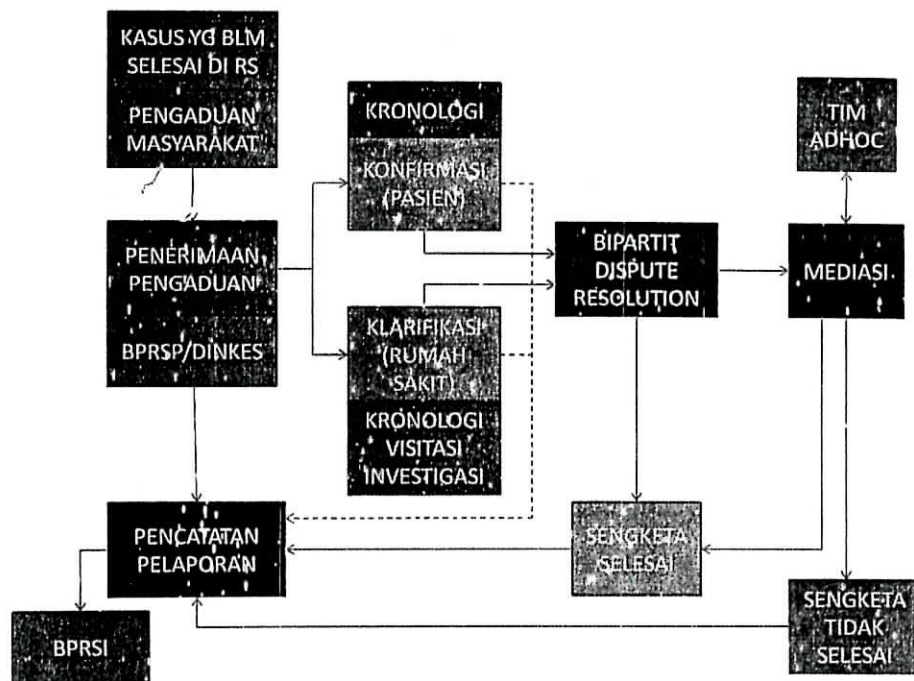 KASUS YG BLM
SELESAI DI RS
PENGADUAN
MASYARAKAT
KRONOLOGI
KONFIRMASI
(PASIEN)
TIM
ADHOC
PENERIMAAN
PENGADUAN
BPRSP/DINKES
BIPARTIT
DISPUTE
RESOLUTION
MEDIASI
KLARIFIKASI
(RUMAH
SAKIT)
KRONOLOGI
VISITASI
INVESTIGASI
PENCATATAN
PELAPORAN
SENGKETA
SELESAI
BPRSI
SENGKETA
TIDAK
SELESAI